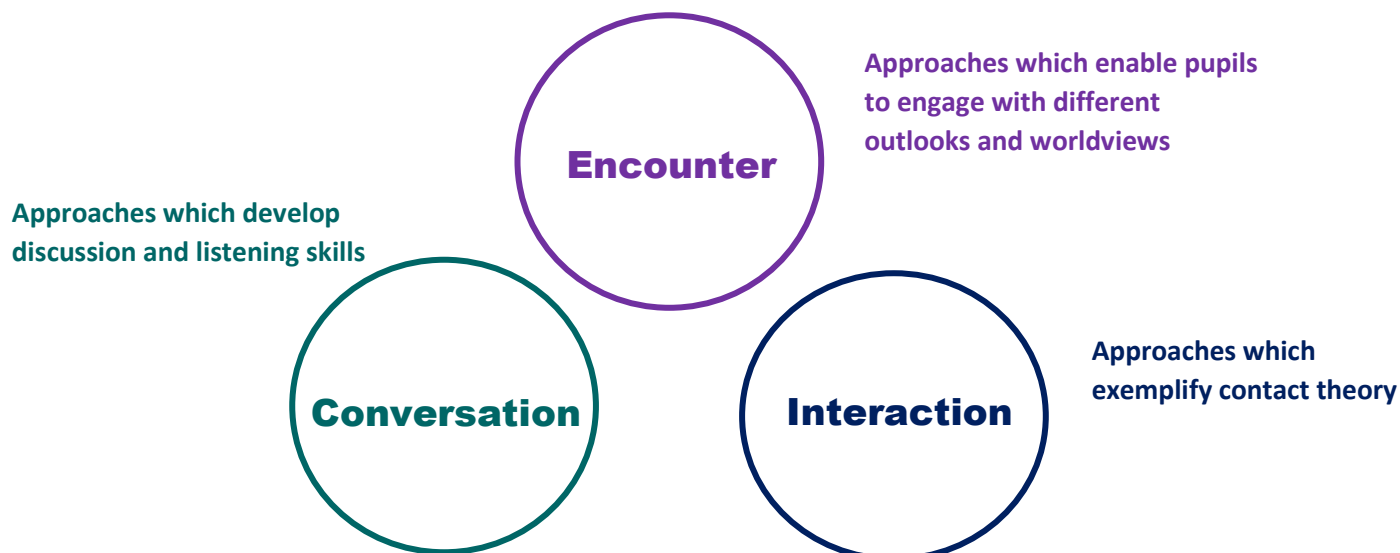 Approaches which enable pupils
to engage with different
outlooks and worldviews
Encounter
Approaches which develop
discussion and listening skills
Conversation
Interaction
Approaches which
exemplify contact theory